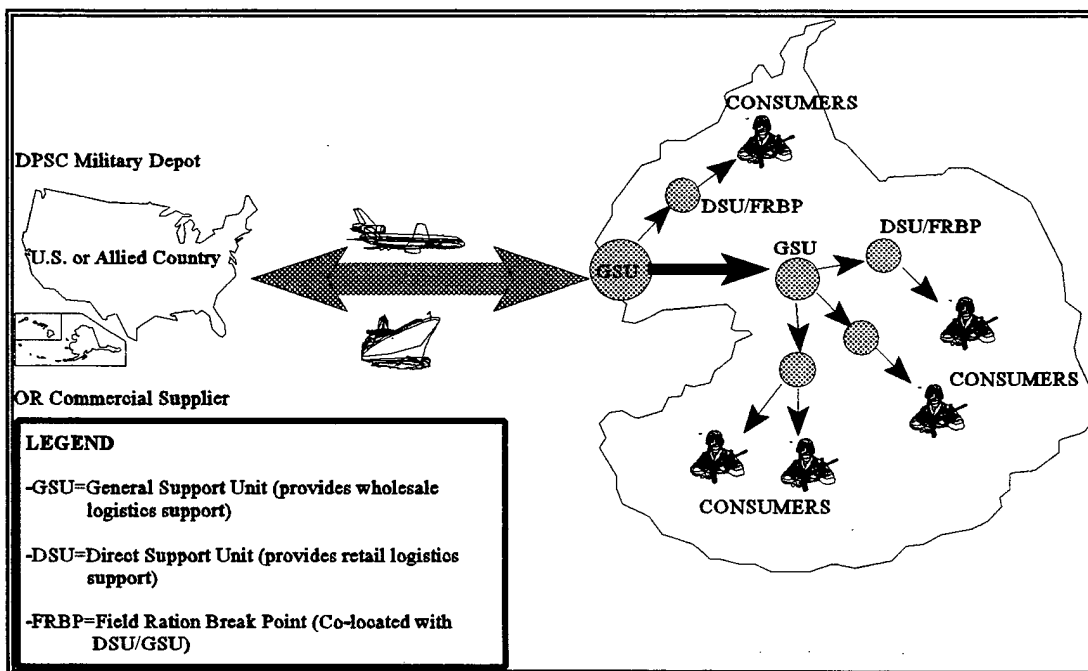 DPSC Military Depot
U.S. or Allied Country
OR Commercial Supplier
CONSUMERS
DSU/FRBP
GSU
GSU
DSU/FRBP
CONSUMERS
CONSUMERS
LEGEND
-GSU=General Support Unit (provides wholesale
logistics support)
-DSU=Direct Support Unit (provides retail logistics
support)
-FRBP=Field Ration Break Point (Co-located with
DSU/GSU)